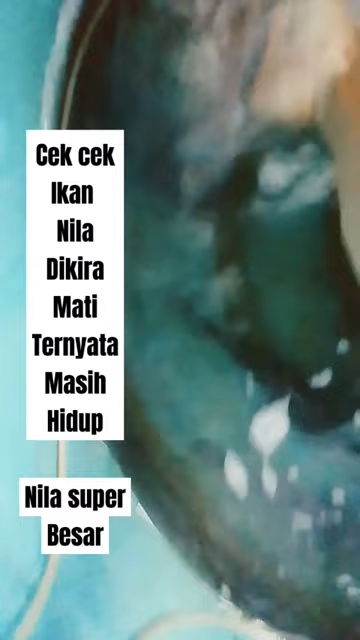 Cek cek
Ikan
Nila
Dikira
Mati
Ternyata
Masih
Hidup
Nila super
Besar